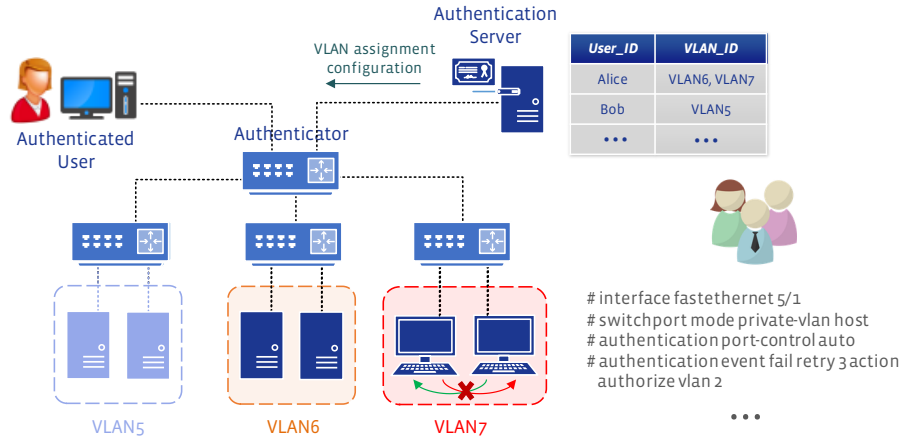 Authentication
Server
VLAN assignment
configuration
User_ID VLAN_ID
Alice VLAN6, VLAN7
Bob VLAN5
••• •••
Authenticated
User
Authenticator
# interface fastethernet 5/1
# switchport mode private-vlan host
# authentication port-control auto
# authentication event fail retry 3 action
authorize vlan 2
•••
VLAN5 VLAN6 VLAN7